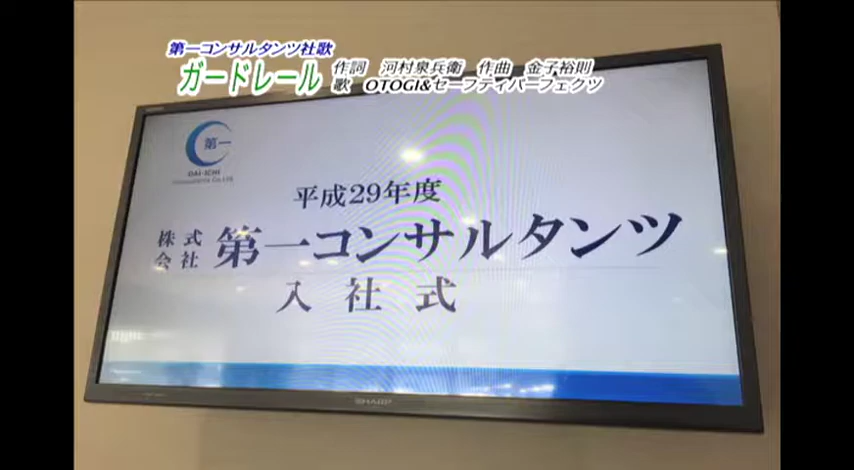 第一コンサルタンツ社歌
ガードレール
作詞　河村泉兵衛　作曲　金子裕則
歌　OTOGI&セーフティパーフェクツ
第一
DAI-ICHI
平成29年度
株式会社 第一コンサルタンツ
入社式
SHARP